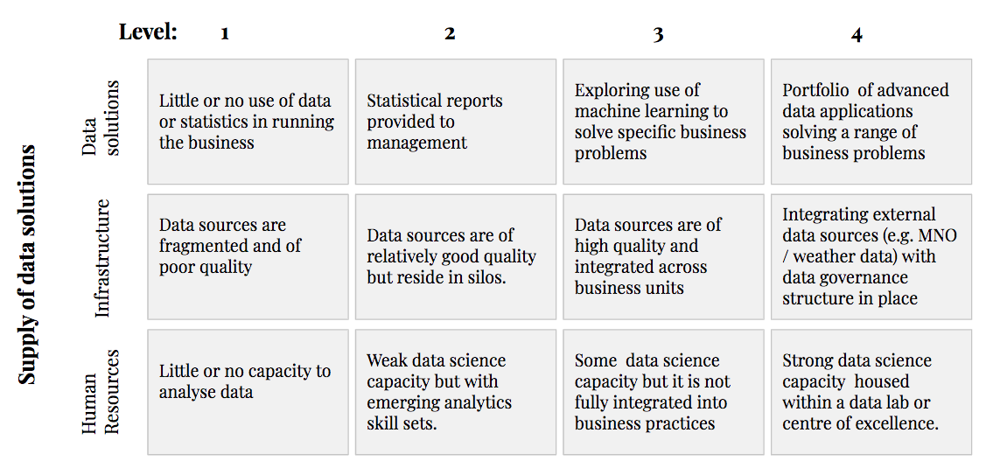 Level: 1 2 3 4
Supply of data solutions
Data
solutions
Little or no use of data
or statistics in running
the business
Statistical reports
provided to
management
Exploring use of
machine learning to
solve specific business
problems
Portfolio of advanced
data applications
solving a range of
business problems
Infrastructure
Data sources are
fragmented and of
poor quality
Data sources are of
relatively good quality
but reside in silos.
Data sources are of
high quality and
integrated across
business units
Integrating external
data sources (e.g. MNO
/ weather data) with
data governance
structure in place
Human
Resources
Little or no capacity to
analyse data
Weak data science
capacity but with
emerging analytics
skill sets.
Some data science
capacity but it is not
fully integrated into
business practices
Strong data science
capacity housed
within a data lab or
centre of excellence.